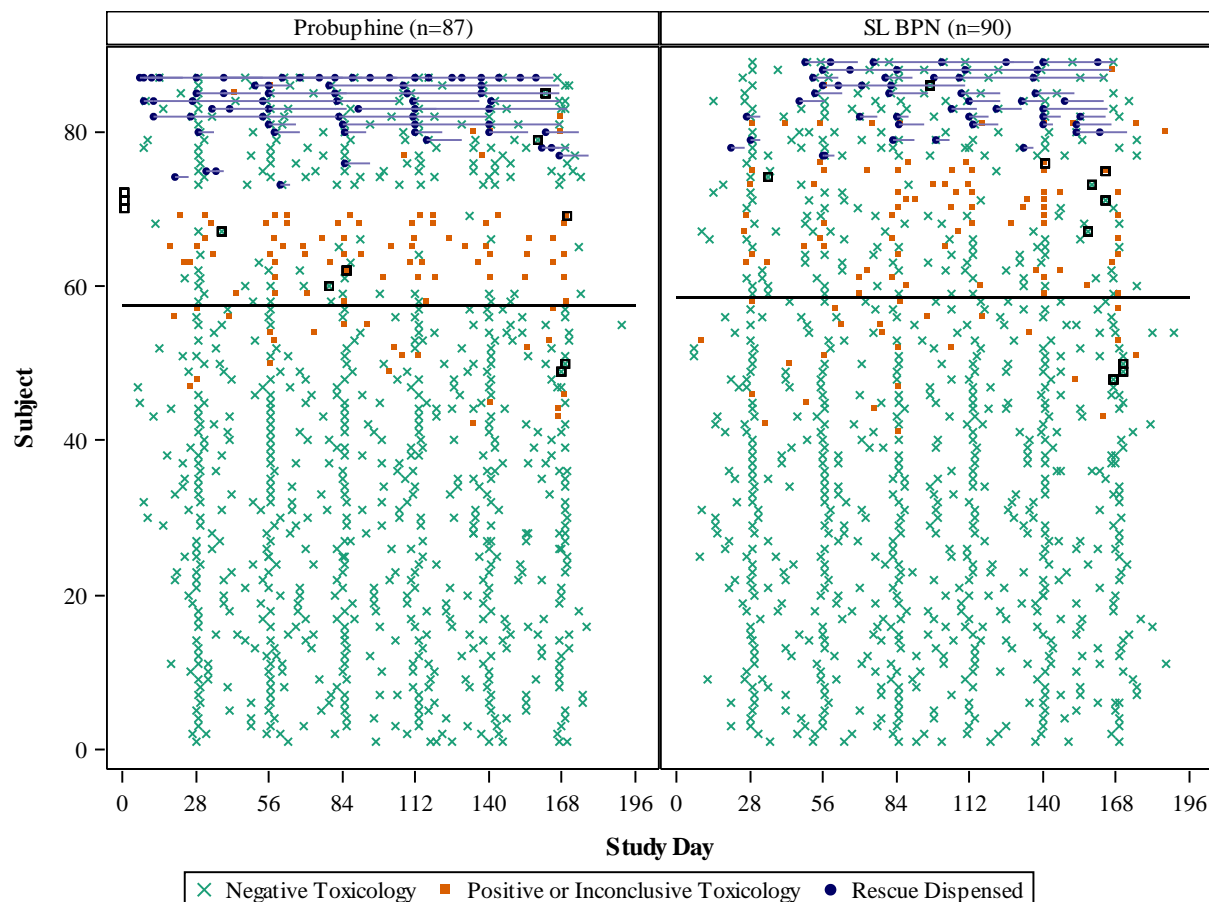 Probuphine (n=87) SL BPN (n=90)
80
60
40
20
0
Subject
0 28 56 84 112 140 168 196 0 28 56 84 112 140 168 196
Study Day
Negative Toxicology Positive or Inconclusive Toxicology Rescue Dispensed